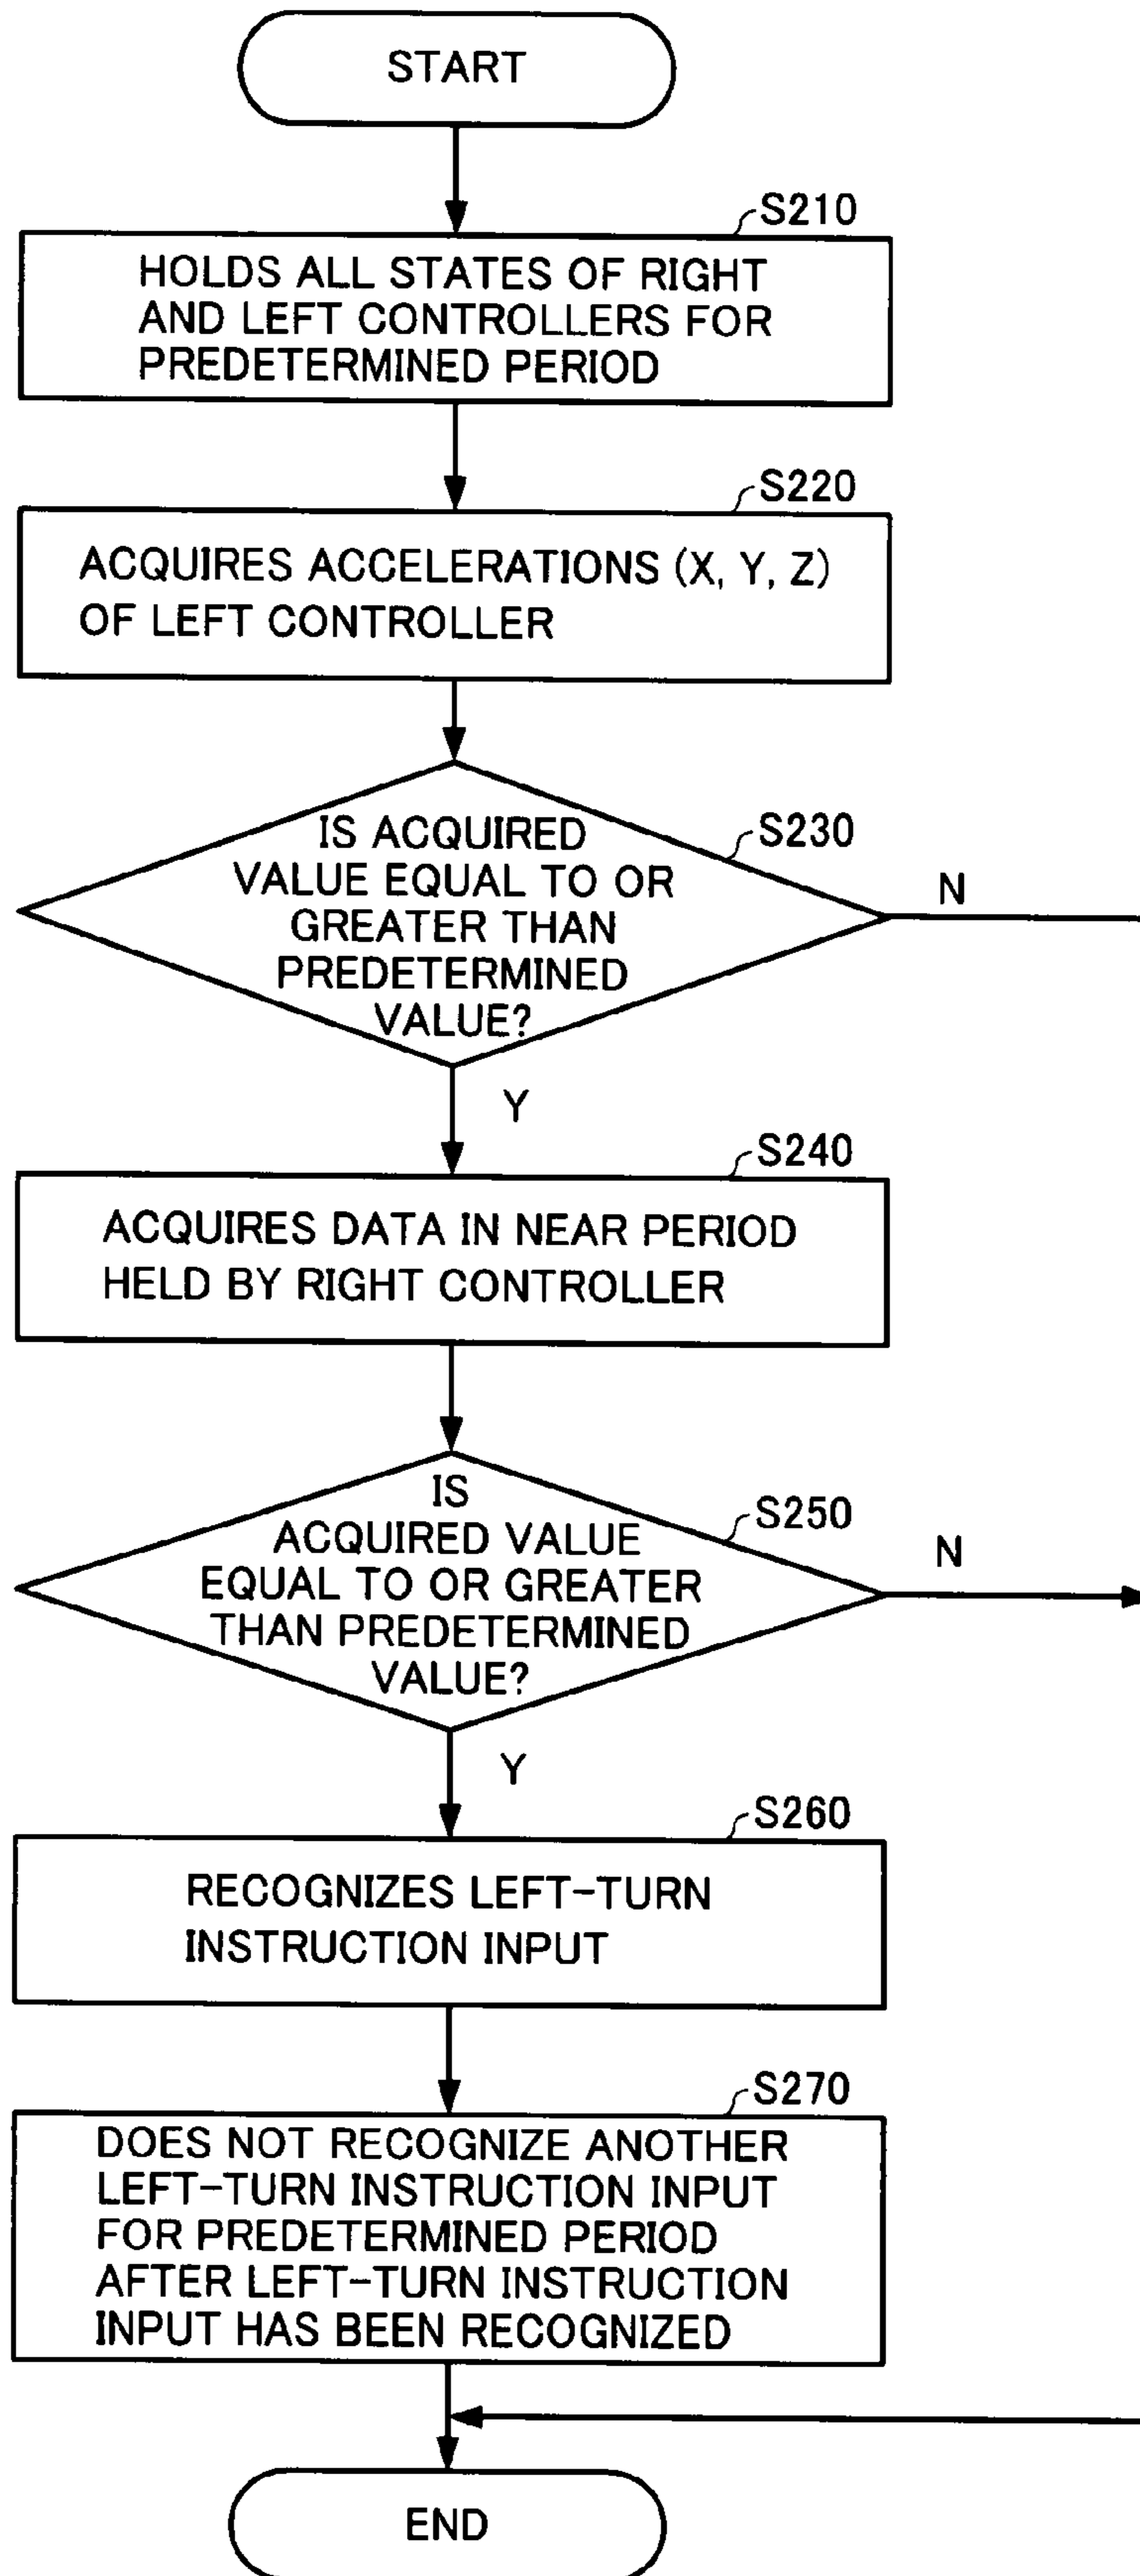 START
S210
HOLDS ALL STATES OF RIGHT
AND LEFT CONTROLLERS FOR
PREDETERMINED PERIOD
S220
ACQUIRES ACCELERATIONS (X, Y, Z)
OF LEFT CONTROLLER
S230
IS ACQUIRED
VALUE EQUAL TO OR
GREATER THAN
PREDETERMINED
VALUE?
N
Y
S240
ACQUIRES DATA IN NEAR PERIOD
HELD BY RIGHT CONTROLLER
S250
IS
ACQUIRED VALUE
EQUAL TO OR GREATER
THAN PREDETERMINED
VALUE?
N
Y
S260
RECOGNIZES LEFT-TURN
INSTRUCTION INPUT
S270
DOES NOT RECOGNIZE ANOTHER
LEFT-TURN INSTRUCTION INPUT
FOR PREDETERMINED PERIOD
AFTER LEFT-TURN INSTRUCTION
INPUT HAS BEEN RECOGNIZED
END